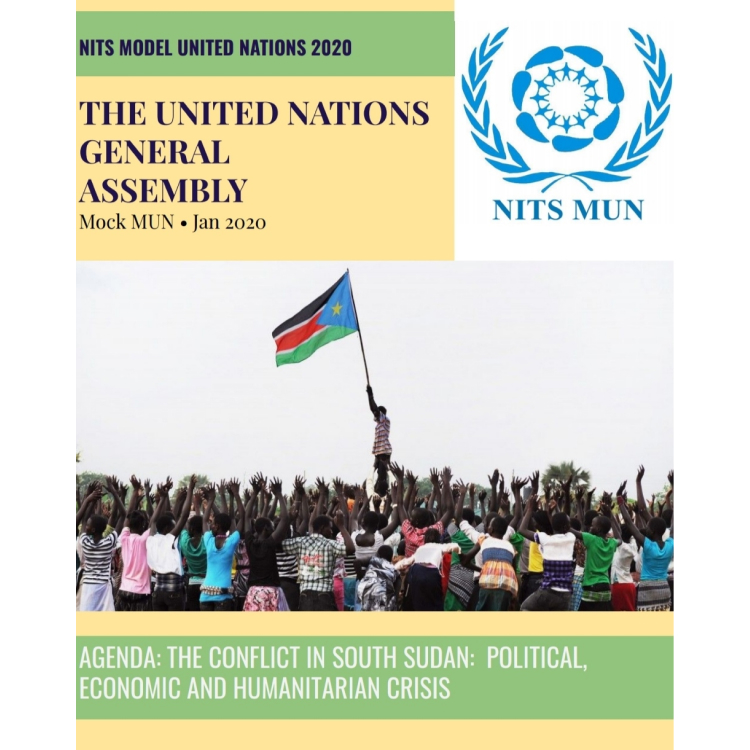 NITS MODEL UNITED NATIONS 2020
THE UNITED NATIONS
GENERAL
ASSEMBLY
Mock MUN • Jan 2020
NITS MUN
AGENDA: THE CONFLICT IN SOUTH SUDAN: POLITICAL,
ECONOMIC AND HUMANITARIAN CRISIS